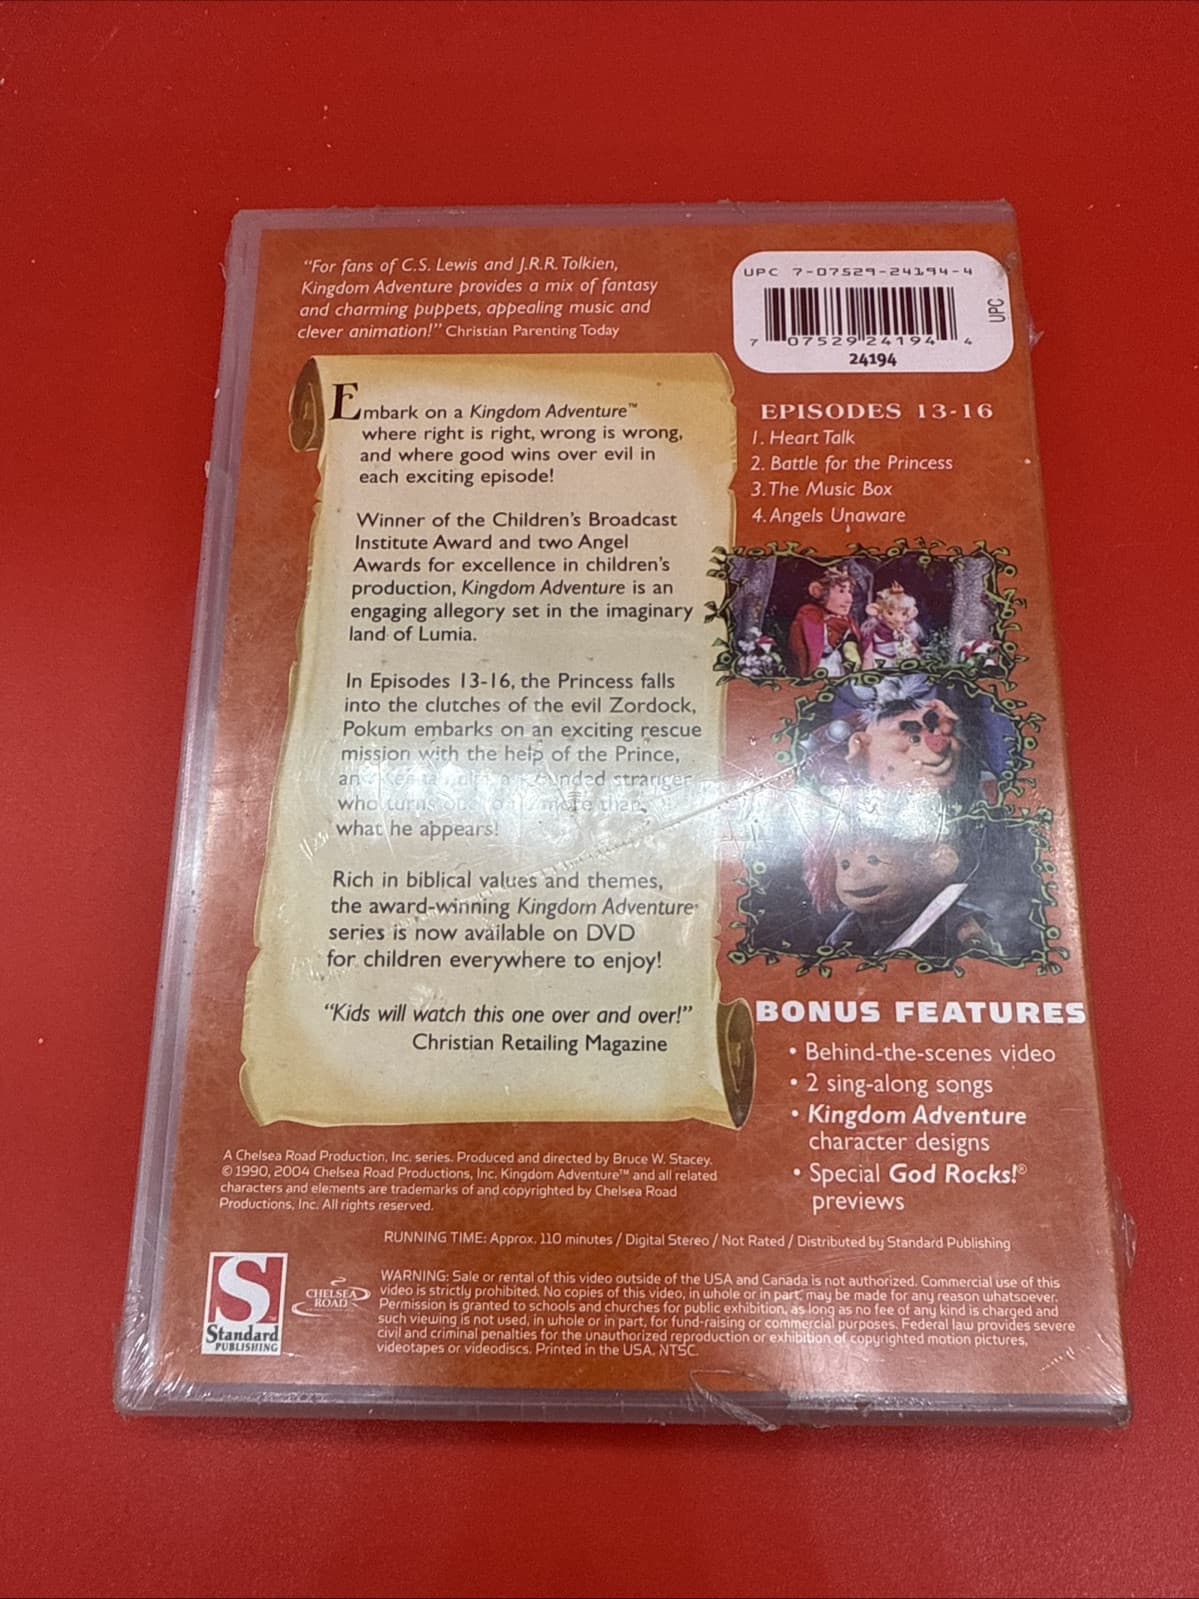 "For fans of C.S. Lewis and J.R.R. Tolkien,
Kingdom Adventure provides a mix of fantasy
and charming puppets, appealing music and
clever animation!" Christian Parenting Today
UPC 7-07529-24194-4
UPC
7 07529 24194 4
24194
Embark on a Kingdom Adventure™
where right is right, wrong is wrong,
and where good wins over evil in
each exciting episode!
Winner of the Children's Broadcast
Institute Award and two Angel
Awards for excellence in children's
production, Kingdom Adventure is an
engaging allegory set in the imaginary
land of Lumia.
In Episodes 13-16, the Princess falls
into the clutches of the evil Zordock,
Pokum embarks on an exciting rescue
mission with the help of the Prince,
stranger
who turns out more than
what he appears!
Rich in biblical values and themes,
the award-winning Kingdom Adventure
series is now available on DVD
for children everywhere to enjoy!
"Kids will watch this one over and over!"
Christian Retailing Magazine
EPISODES 13-16
1. Heart Talk
2. Battle for the Princess
3. The Music Box
4. Angels Unaware
BONUS FEATURES
• Behind-the-scenes video
• 2 sing-along songs
• Kingdom Adventure
character designs
• Special God Rocks!®
previews
A Chelsea Road Production, Inc. series. Produced and directed by Bruce W. Stacey.
© 1990, 2004 Chelsea Road Productions, Inc. Kingdom Adventure™ and all related
characters and elements are trademarks of and copyrighted by Chelsea Road
Productions, Inc. All rights reserved.
RUNNING TIME: Approx. 110 minutes / Digital Stereo / Not Rated / Distributed by Standard Publishing
S
Standard
PUBLISHING
CHELSEA
ROAD
WARNING: Sale or rental of this video outside of the USA and Canada is not authorized. Commercial use of this
video is strictly prohibited. No copies of this video, in whole or in part, may be made for any reason whatsoever.
Permission is granted to schools and churches for public exhibition, as long as no fee of any kind is charged and
such viewing is not used, in whole or in part, for fund-raising or commercial purposes. Federal law provides severe
civil and criminal penalties for the unauthorized reproduction or exhibition of copyrighted motion pictures,
videotapes or videodiscs. Printed in the USA. NTSC.